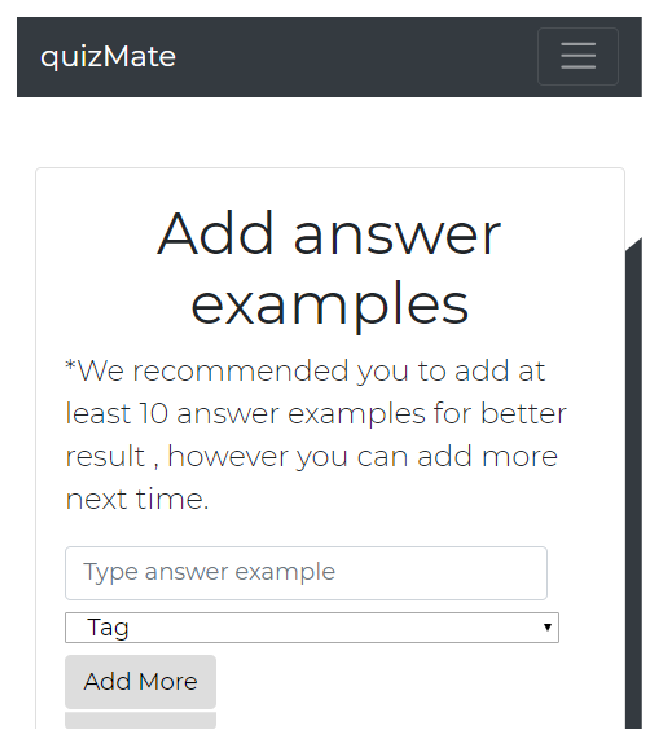 quizMate
Add answer
examples
*We recommended you to add at
least 10 answer examples for better
result , however you can add more
next time.
Type answer example
Tag
Add More